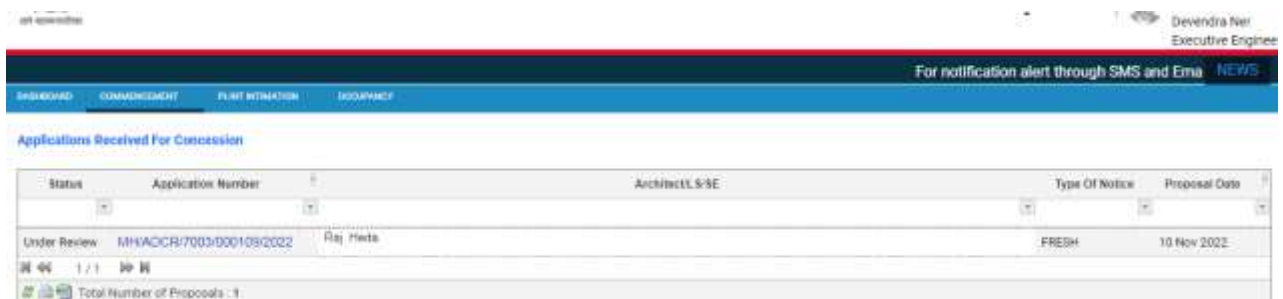 Devendra Ner
Executive Enginee
For notification alert through SMS and Ema NEWS
DASHBOARD COMMENCEMENT PLINT INTIMATION OCCUPANCY
Applications Received For Concession
Status Application Number Architect/L.S/SE Type Of Notice Proposal Date
Under Review MH/AOCR/7003/000109/2022 Raj Heda FRESH 10 Nov 2022
1 / 1
Total Number of Proposals : 1